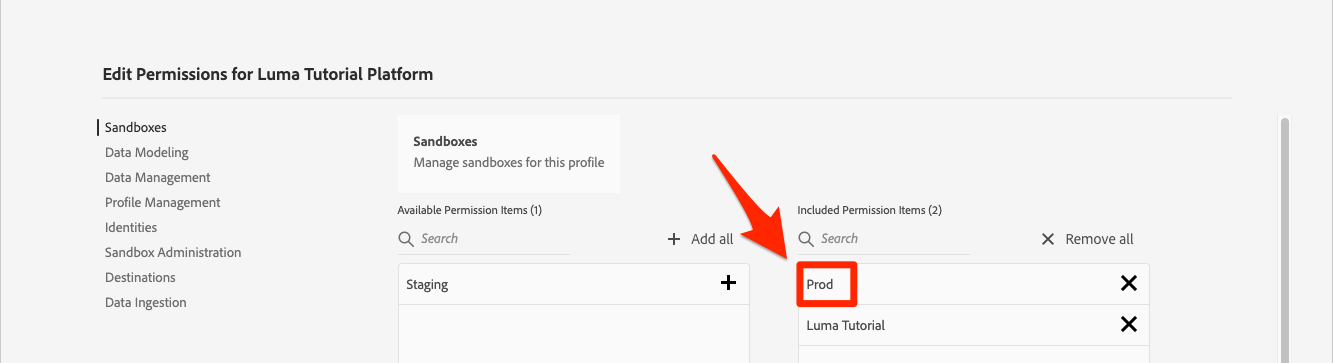 Edit Permissions for Luma Tutorial Platform
Sandboxes
Data Modeling
Data Management
Profile Management
Identities
Sandbox Administration
Destinations
Data Ingestion
Sandboxes
Manage sandboxes for this profile
Available Permission Items (1)
Search
Add all
Staging
Included Permission Items (2)
Search
Remove all
Prod
Luma Tutorial